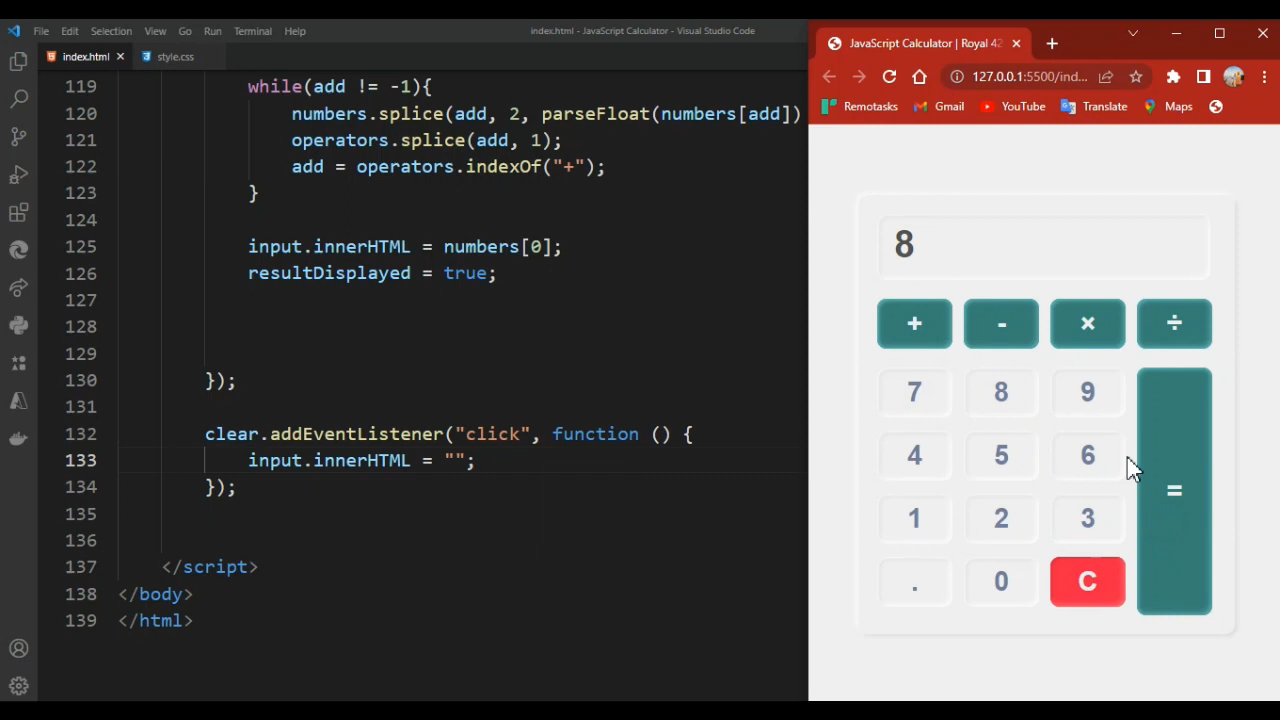 File Edit Selection View Go Run Terminal Help
index.html - JavaScript Calculator - Visual Studio Code
index.html
style.css
119 while(add != -1){
120 numbers.splice(add, 2, parseFloat(numbers[add])
121 operators.splice(add, 1);
122 add = operators.indexOf("+");
123 }
124
125 input.innerHTML = numbers[0];
126 resultDisplayed = true;
127
128
129
130 });
131
132 clear.addEventListener("click", function () {
133 input.innerHTML = "";
134 });
135
136
137 </script>
138 </body>
139 </html>
JavaScript Calculator | Royal 42
127.0.0.1:5500/ind...
Remotasks Gmail YouTube Translate Maps
8
+ - × ÷
7 8 9
4 5 6
=
1 2 3
. 0 C